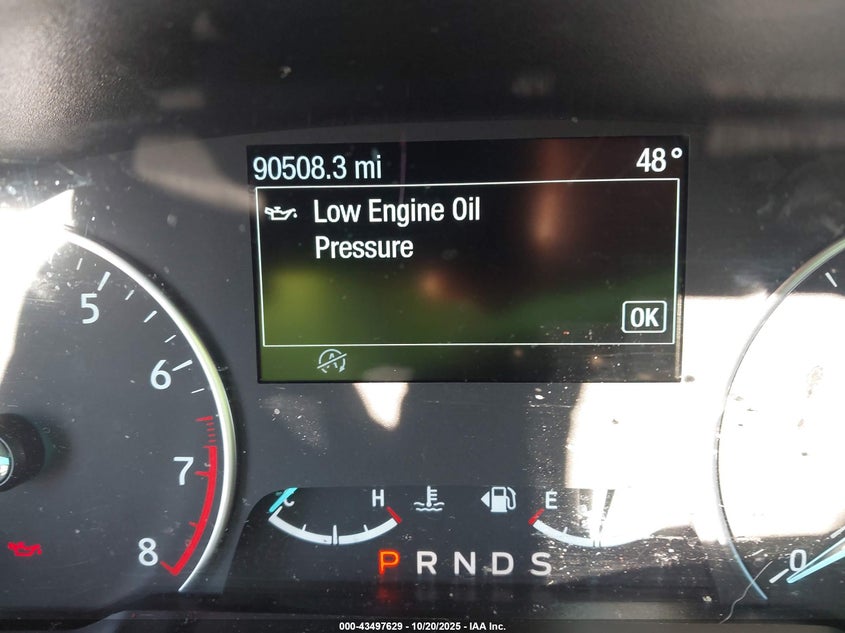 90508.3 mi 48°
Low Engine Oil
Pressure
OK
5
6
7
8
C H
E
0
P R N D S
000-43497629 - 10/20/2025 - IAA Inc.